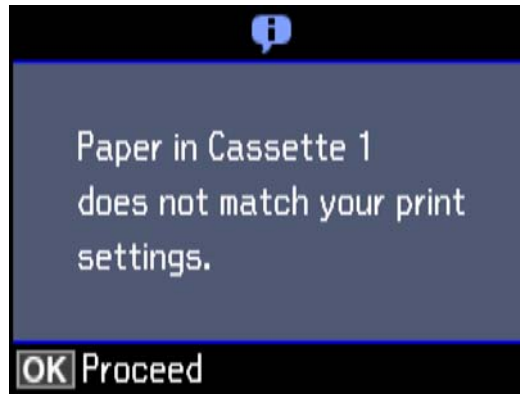 Paper in Cassette 1
does not match your print
settings.
OK Proceed